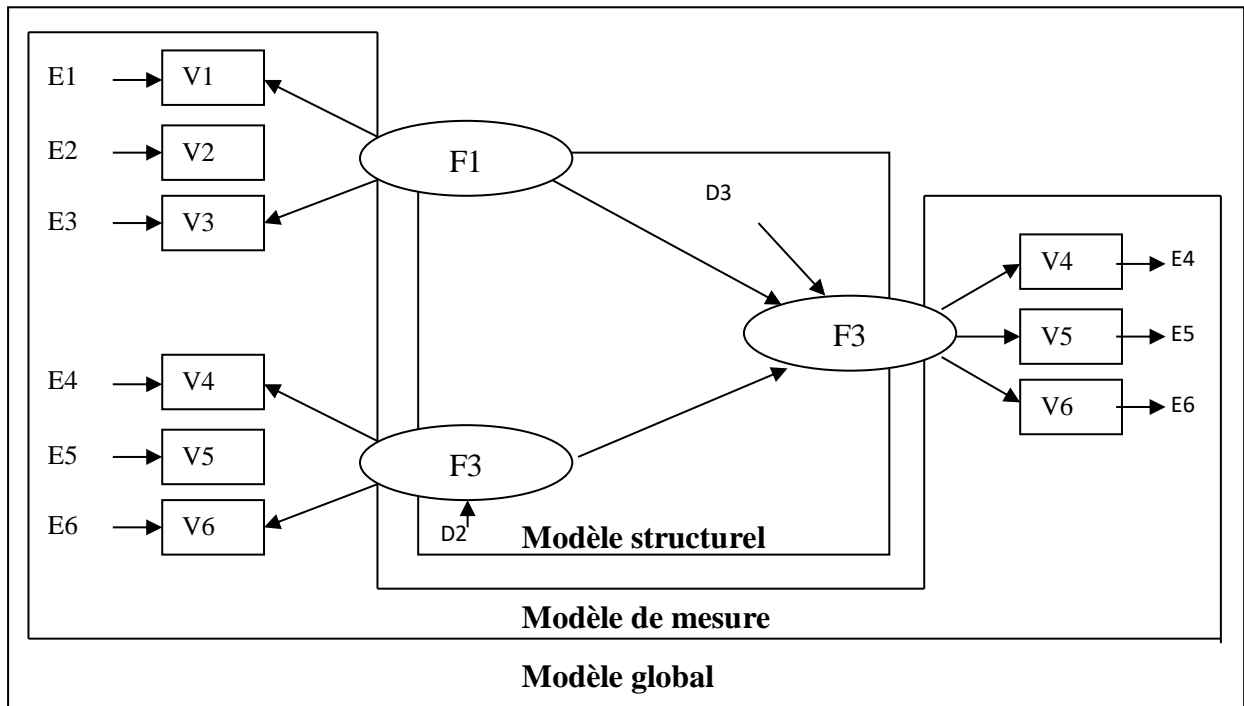 E1
V1
E2
V2
E3
V3
F1
D3
E4
V4
E5
V5
E6
V6
F3
D2
F3
V4
E4
V5
E5
V6
E6
Modèle structurel
Modèle de mesure
Modèle global